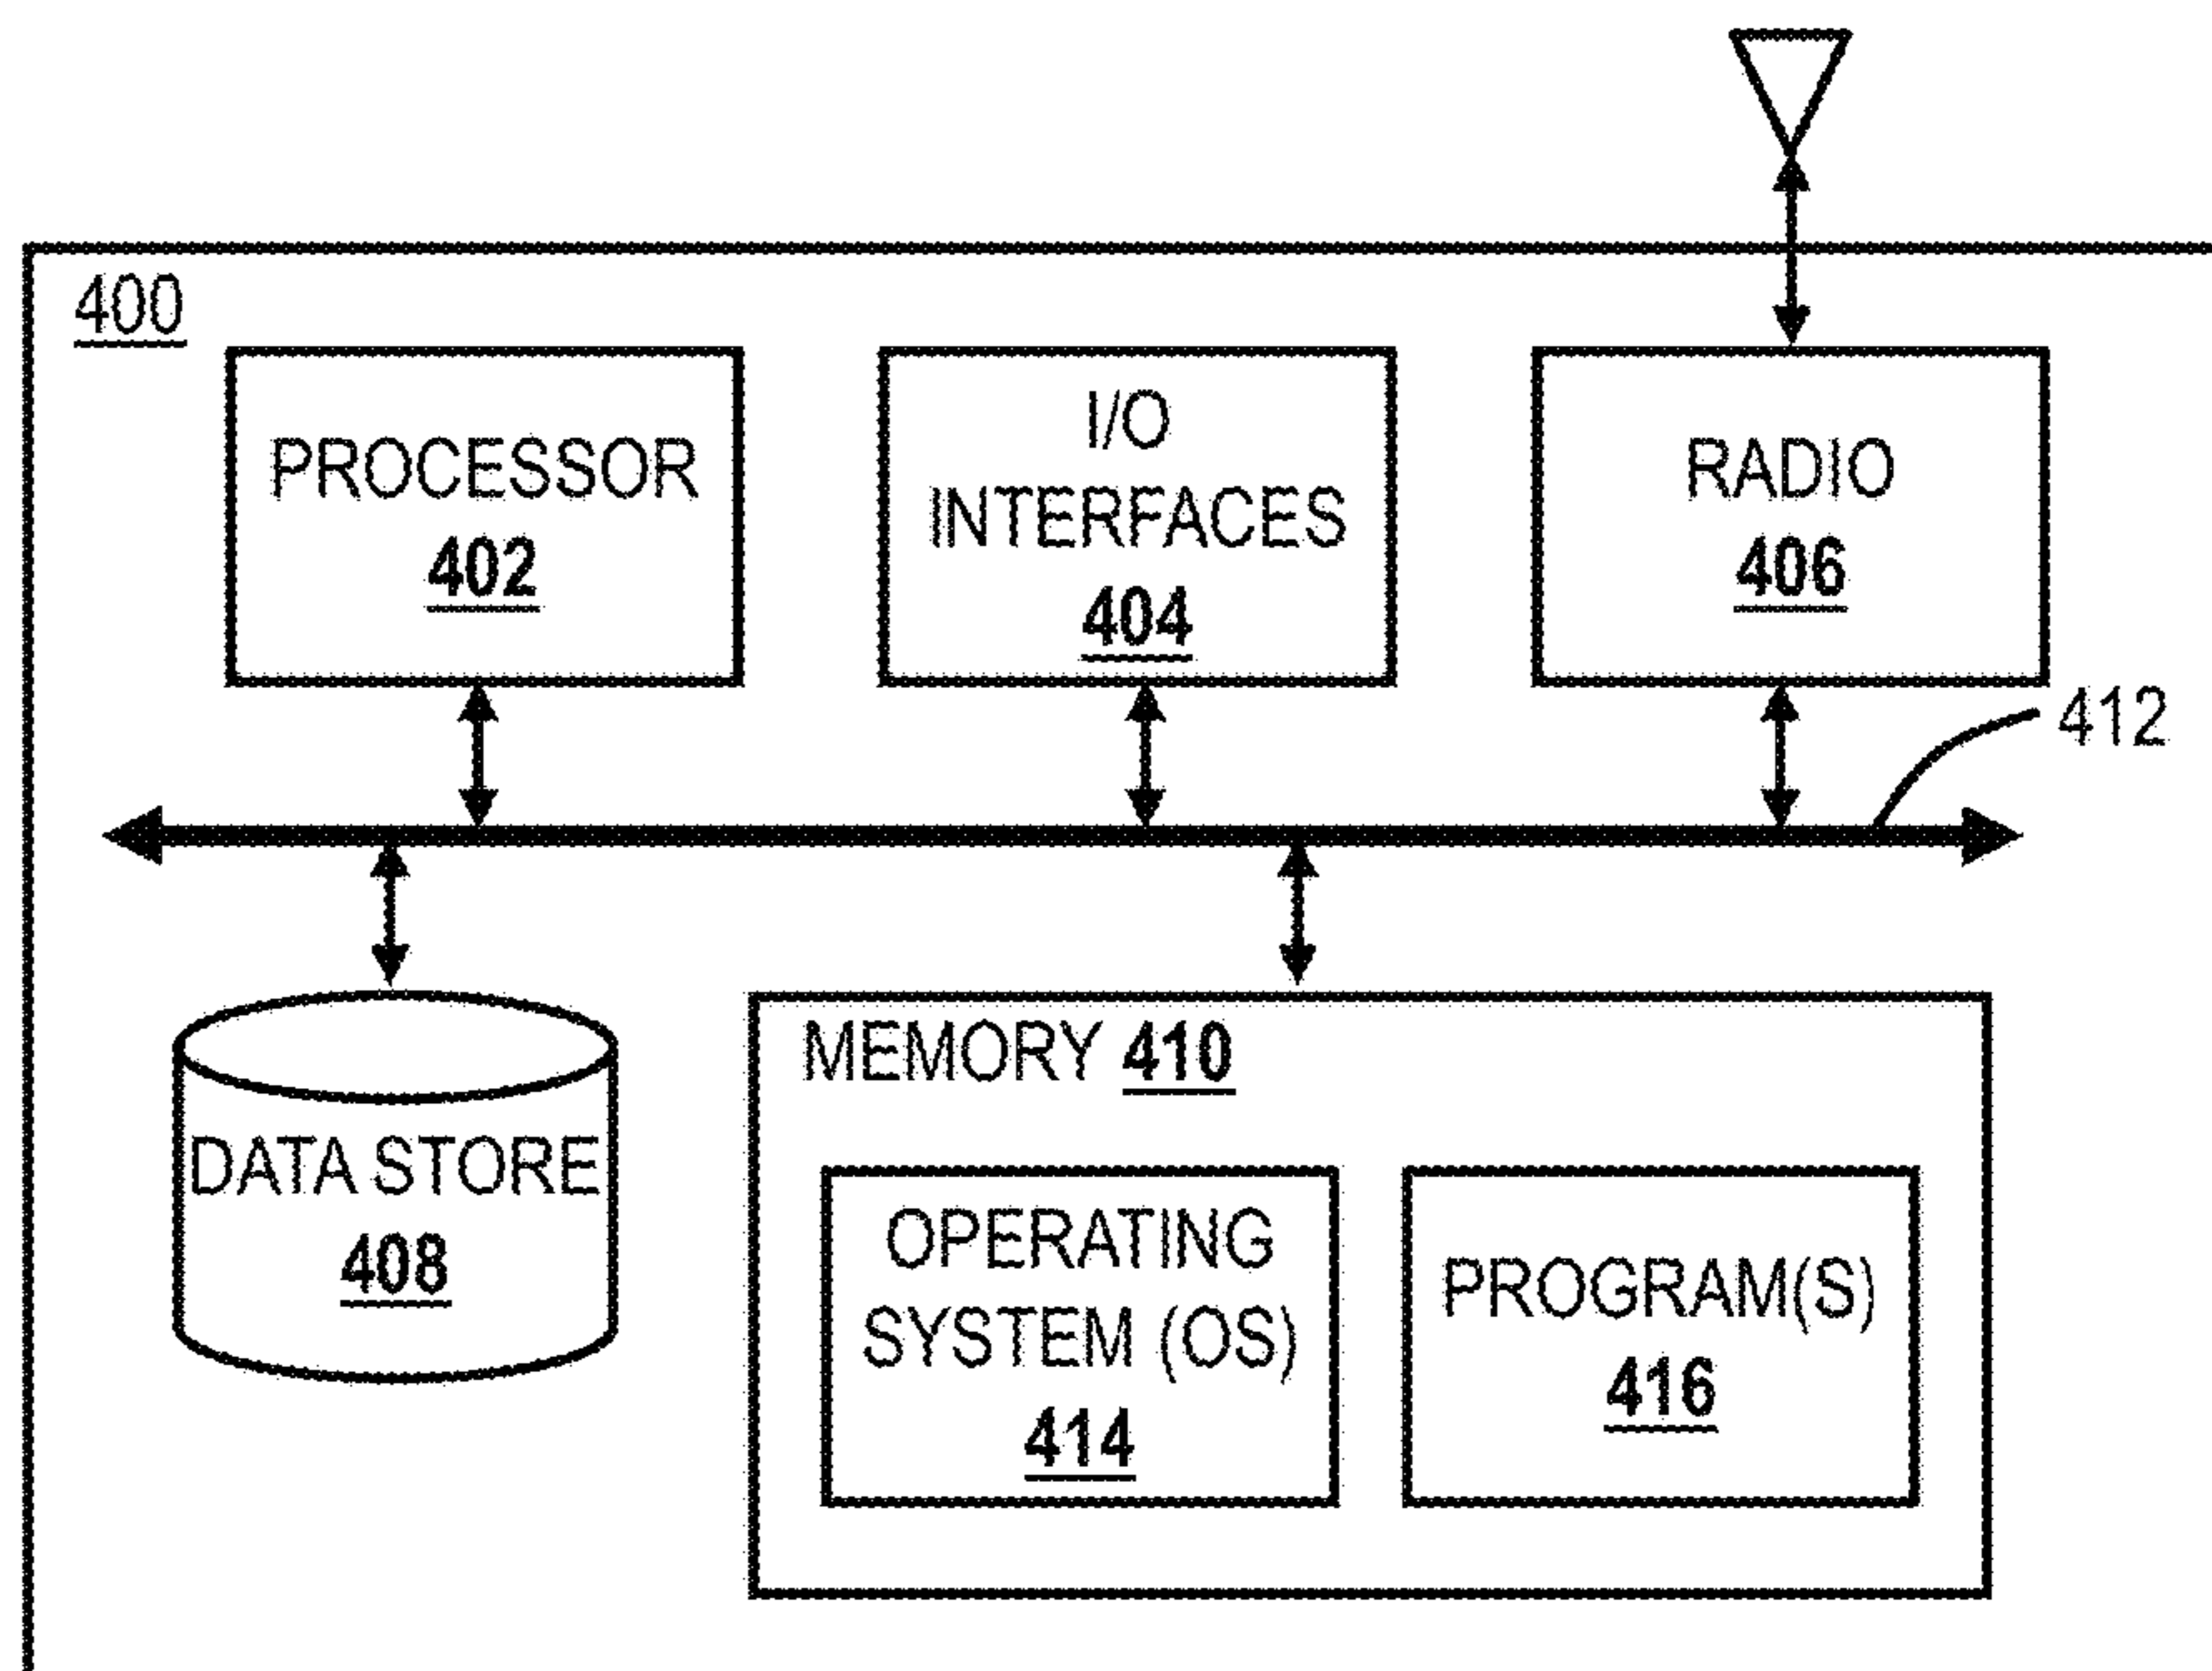 400
PROCESSOR
402
I/O
INTERFACES
404
RADIO
406
412
DATA STORE
408
MEMORY 410
OPERATING
SYSTEM (OS)
414
PROGRAM(S)
416